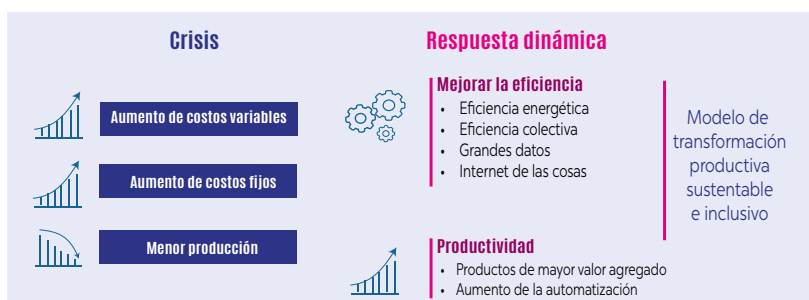 Crisis
Aumento de costos variables
Aumento de costos fijos
Menor producción
Respuesta dinámica
Mejorar la eficiencia
• Eficiencia energética
• Eficiencia colectiva
• Grandes datos
• Internet de las cosas
Productividad
• Productos de mayor valor agregado
• Aumento de la automatización
Modelo de
transformación
productiva
sustentable
e inclusivo